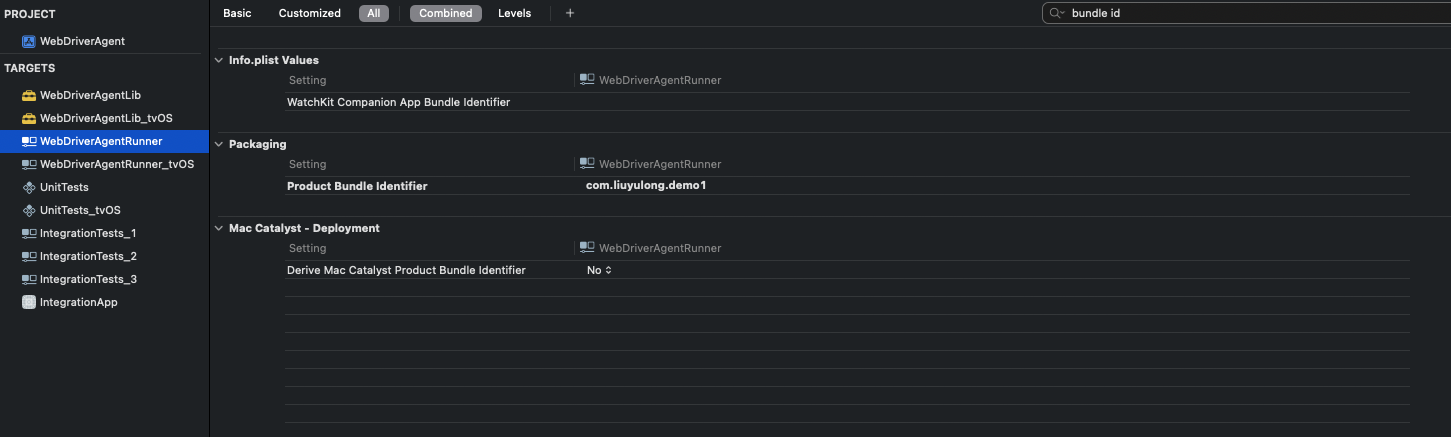 PROJECT
WebDriverAgent
TARGETS
WebDriverAgentLib
WebDriverAgentLib_tvOS
WebDriverAgentRunner
WebDriverAgentRunner_tvOS
UnitTests
UnitTests_tvOS
IntegrationTests_1
IntegrationTests_2
IntegrationTests_3
IntegrationApp
Basic Customized All Combined Levels +
bundle id
Info.plist Values
Setting WebDriverAgentRunner
WatchKit Companion App Bundle Identifier
Packaging
Setting WebDriverAgentRunner
Product Bundle Identifier com.liuyulong.demo1
Mac Catalyst - Deployment
Setting WebDriverAgentRunner
Derive Mac Catalyst Product Bundle Identifier No